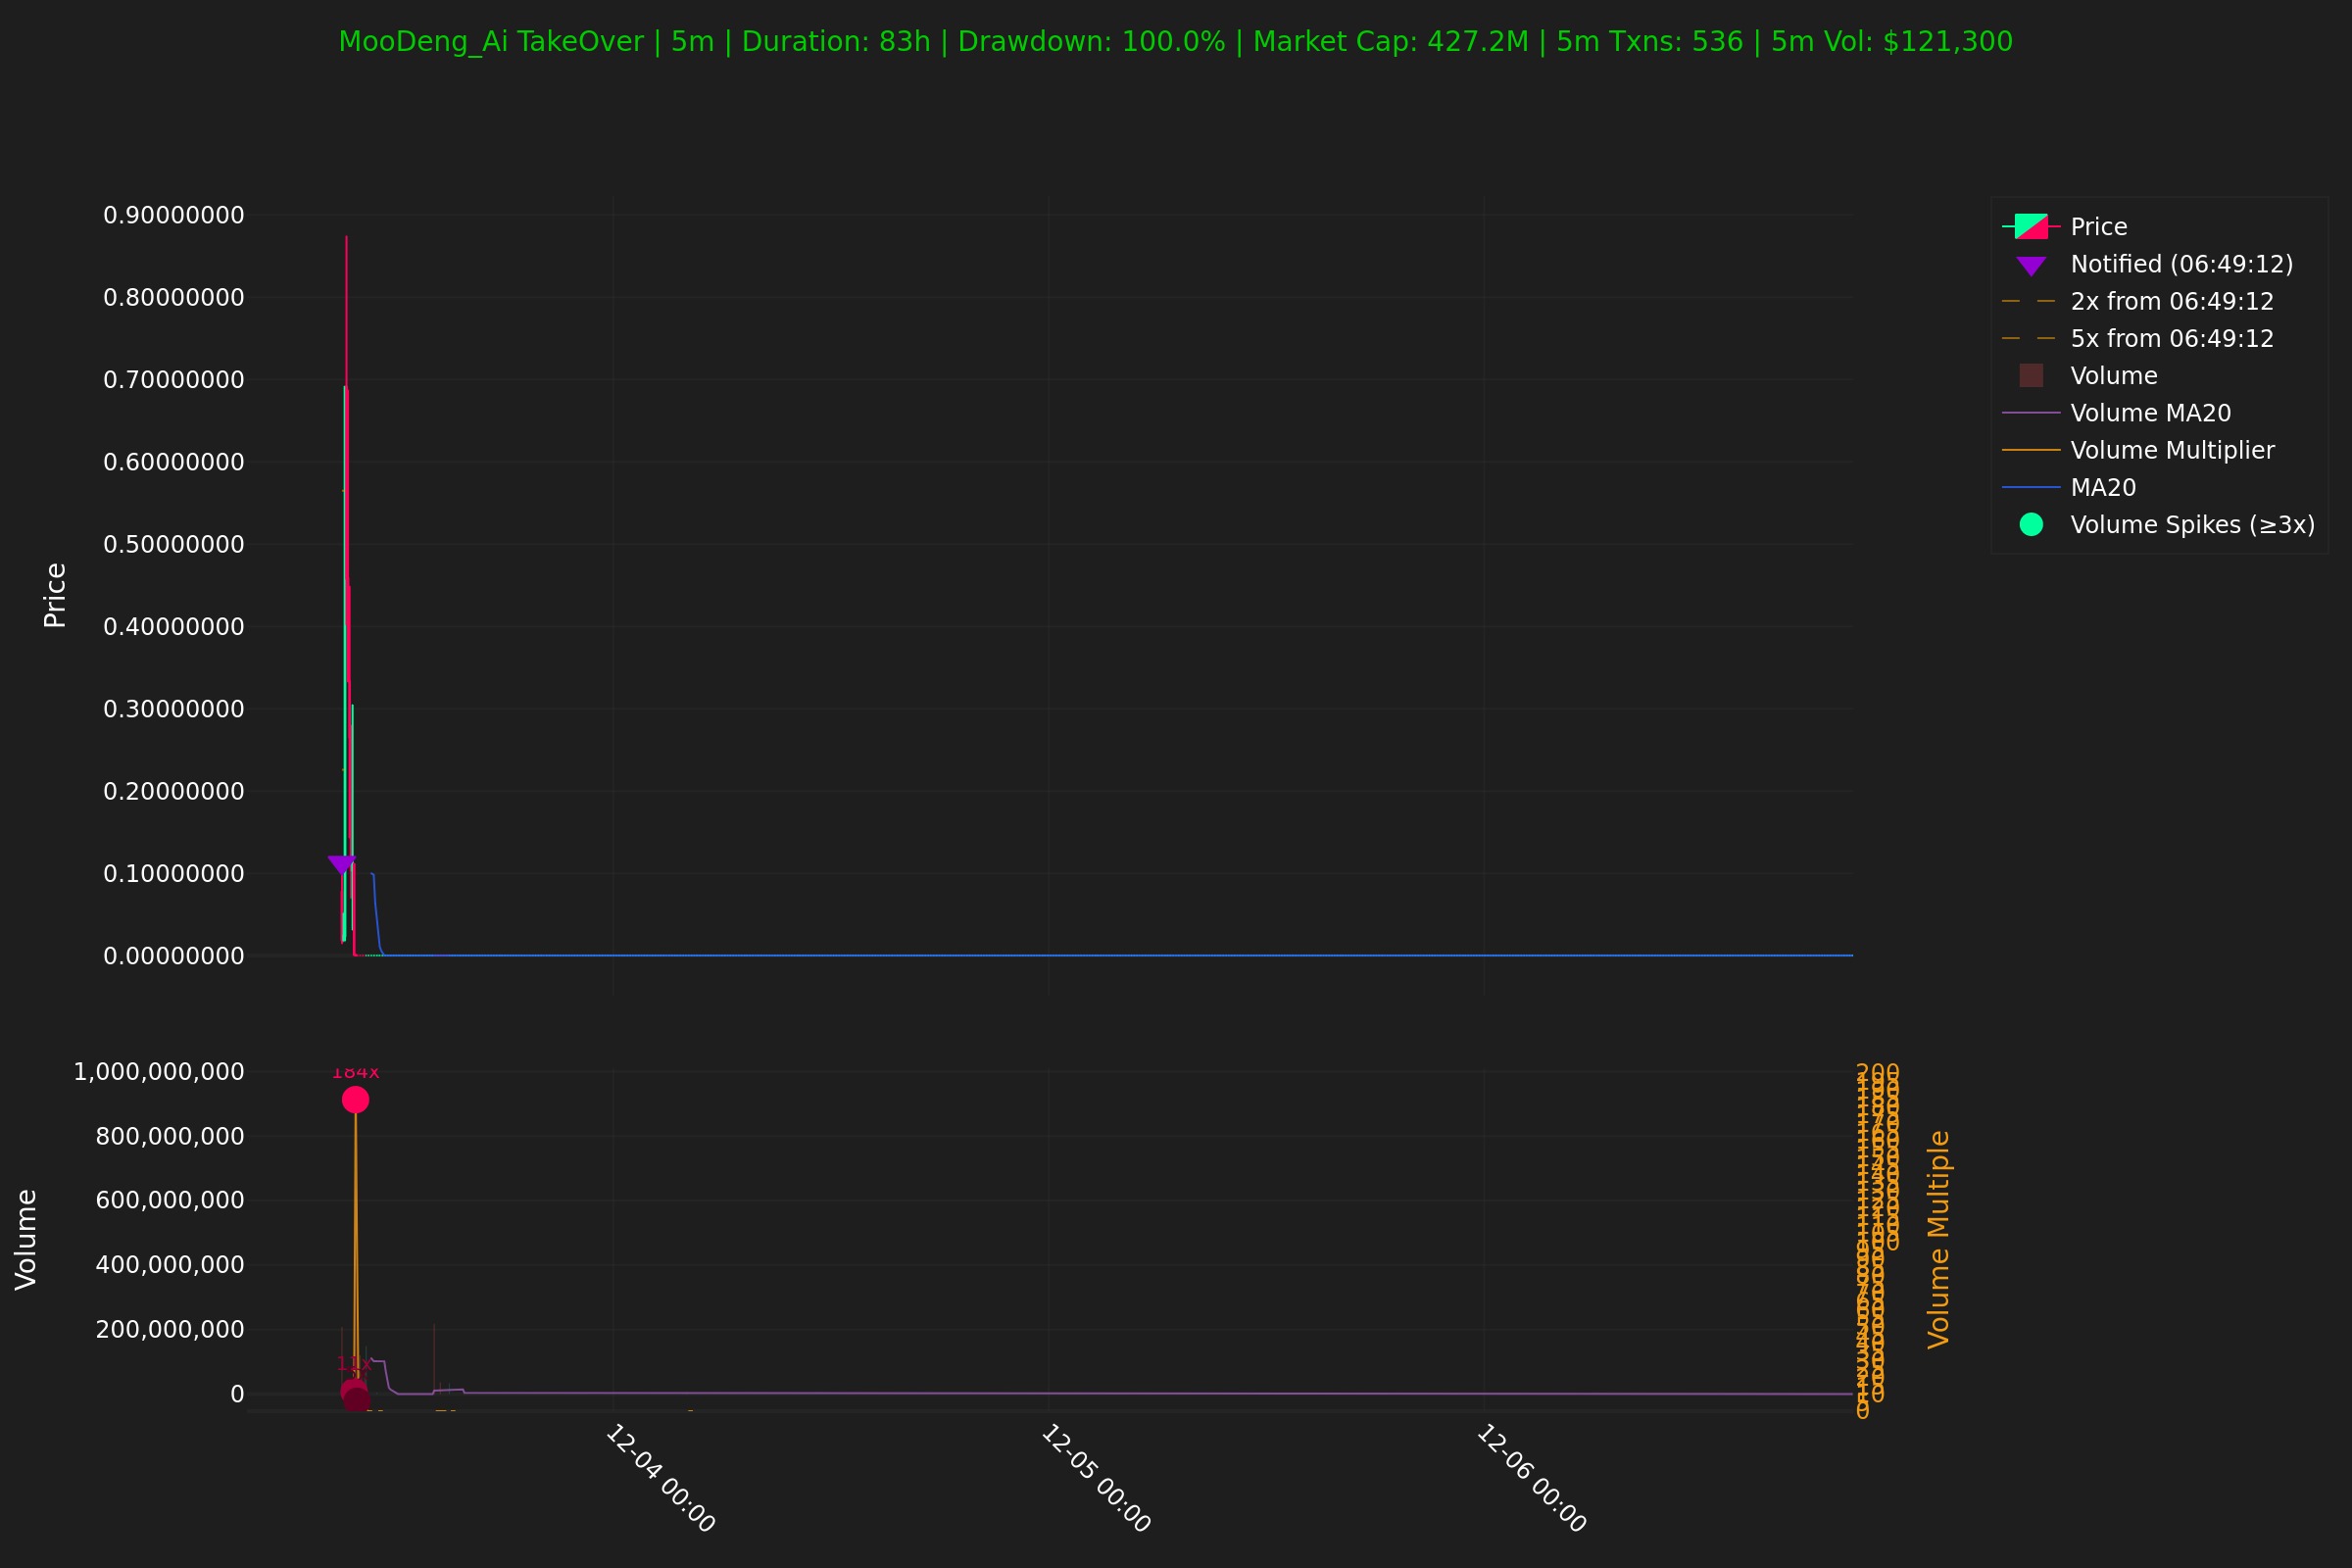 MooDeng_Ai TakeOver | 5m | Duration: 83h | Drawdown: 100.0% | Market Cap: 427.2M | 5m Txns: 536 | 5m Vol: $121,300
Price
0.90000000
0.80000000
0.70000000
0.60000000
0.50000000
0.40000000
0.30000000
0.20000000
0.10000000
0.00000000
Price
Notified (06:49:12)
2x from 06:49:12
5x from 06:49:12
Volume
Volume MA20
Volume Multiplier
MA20
Volume Spikes (≥3x)
Volume
1,000,000,000
800,000,000
600,000,000
400,000,000
200,000,000
0
184x
200
100
0
Volume Multiple
12-04 00:00
12-05 00:00
12-06 00:00